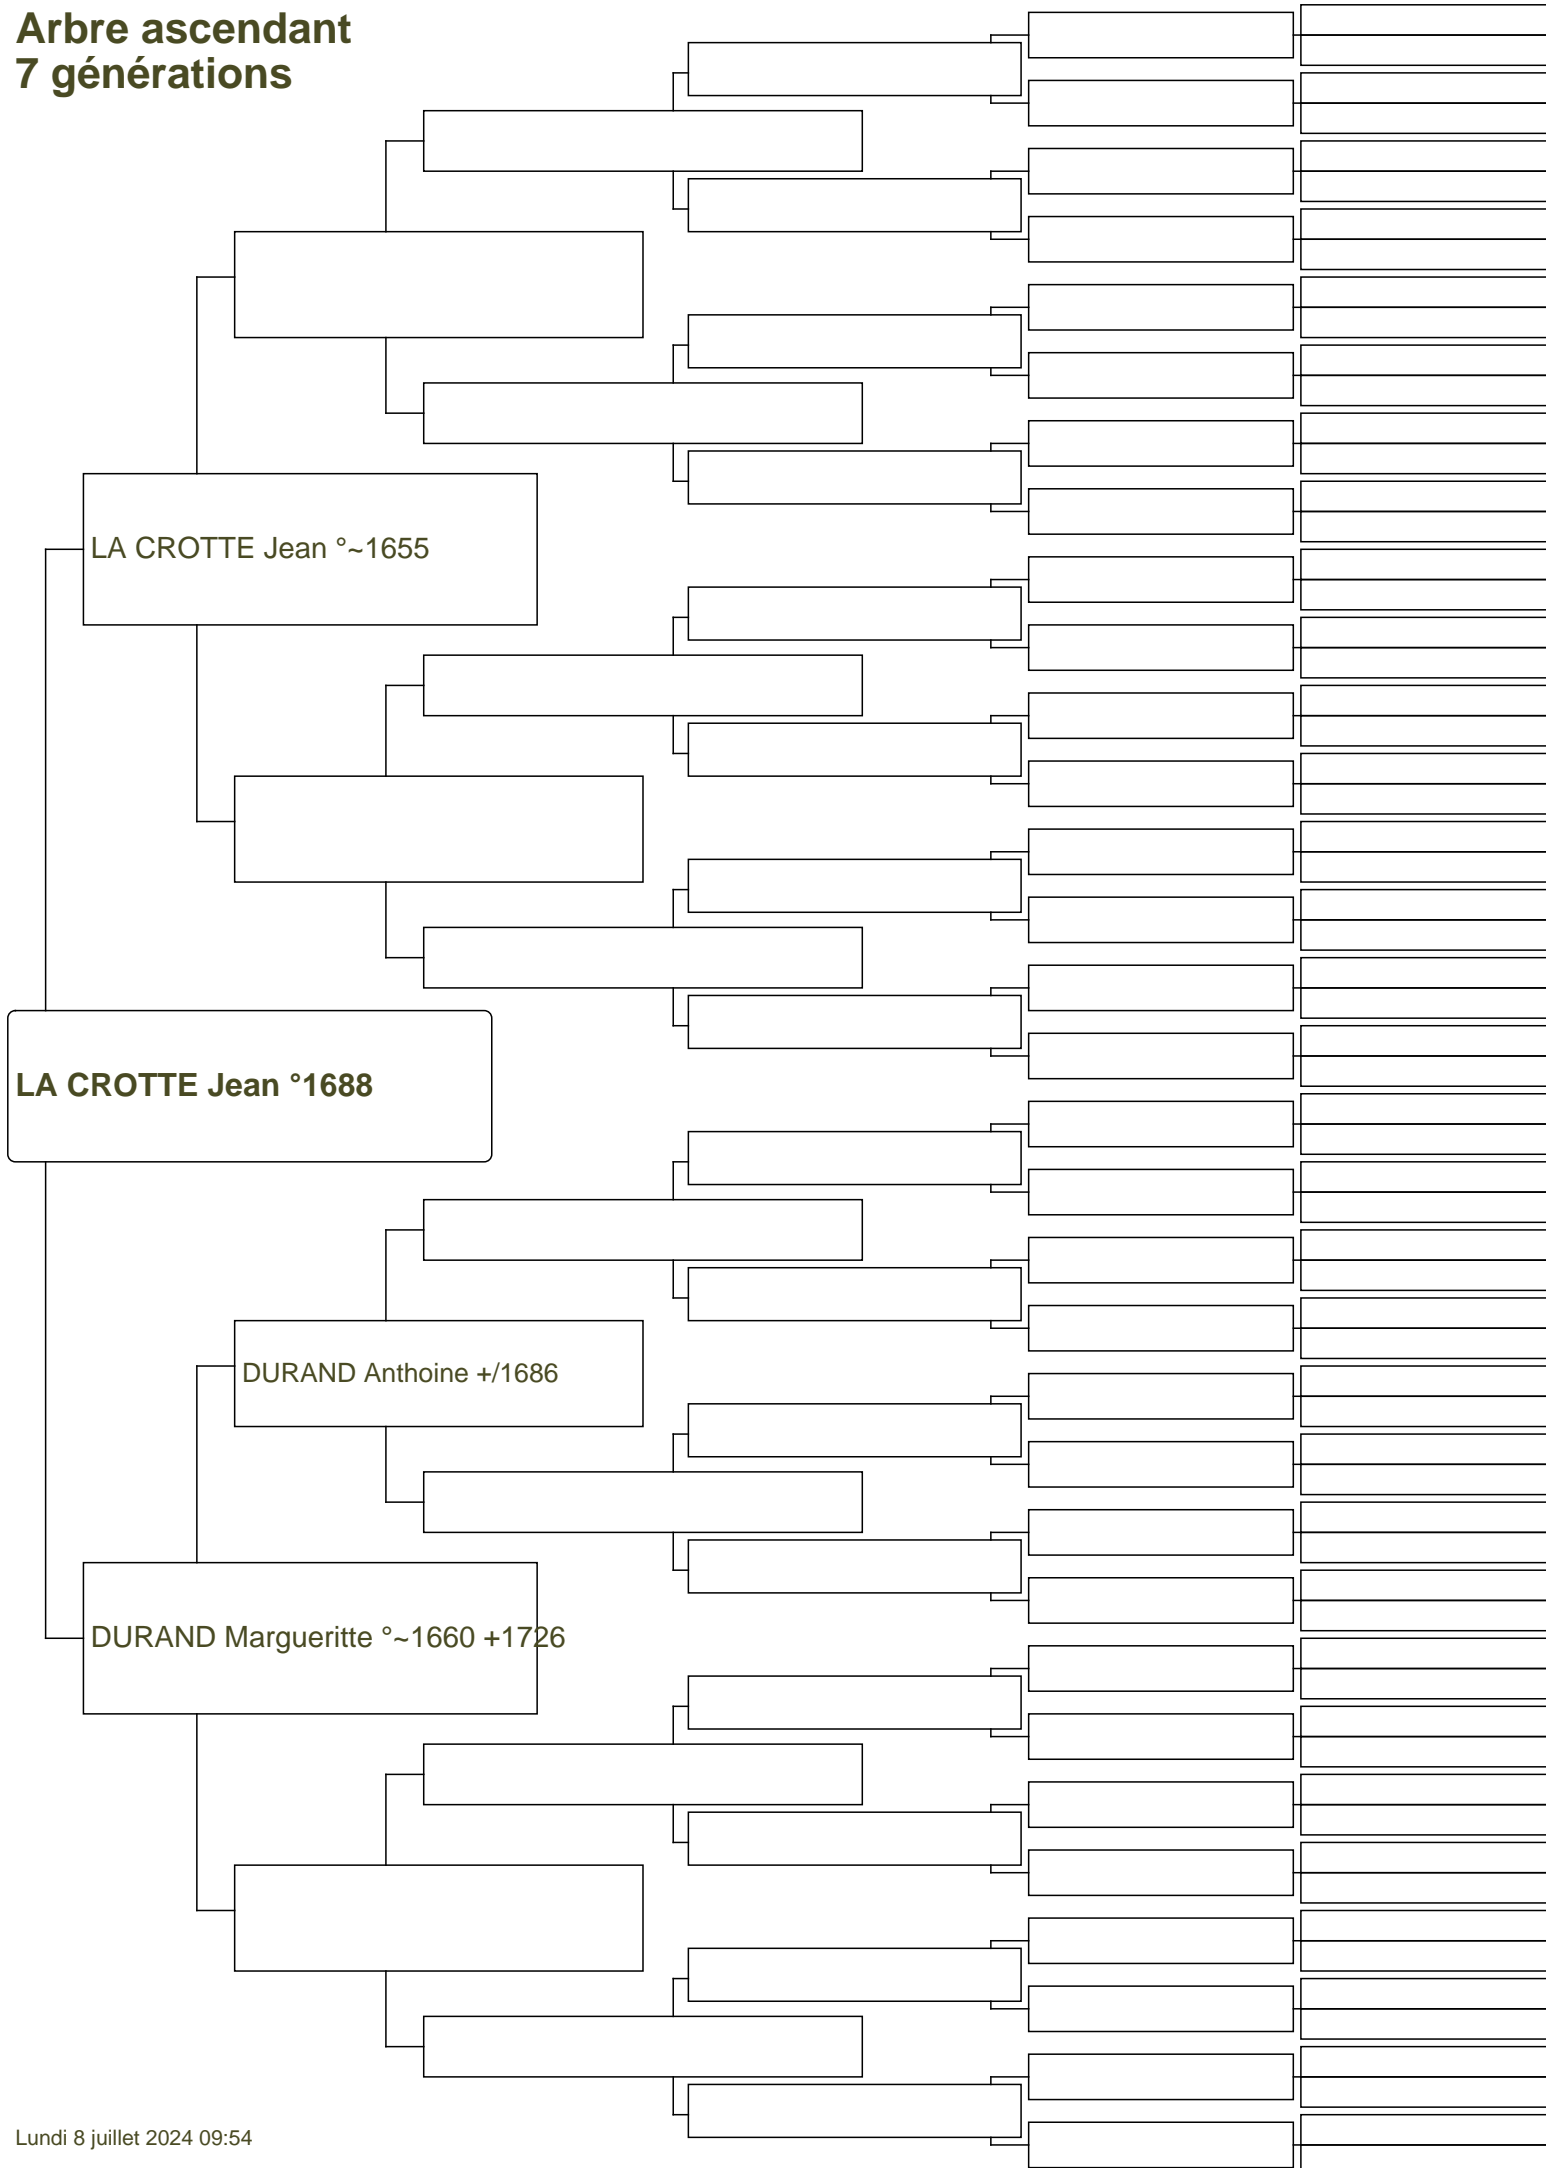 Arbre ascendant
7 générations
LA CROTTE Jean °~1655
LA CROTTE Jean °1688
DURAND Anthoine +/1686
DURAND Margueritte °~1660 +1726
Lundi 8 juillet 2024 09:54